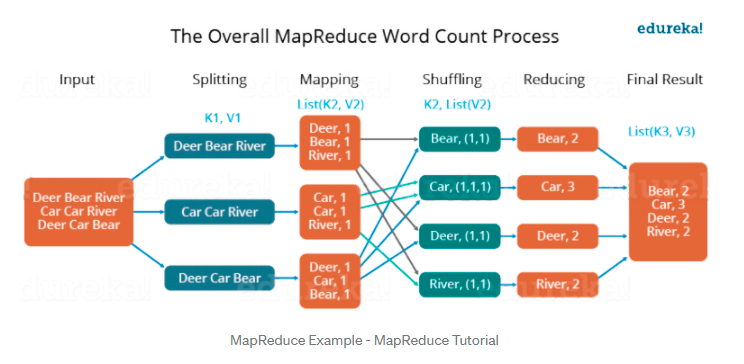 edureka!
The Overall MapReduce Word Count Process
Input
Splitting
Mapping
Shuffling
Reducing
Final Result
K1, V1
List(K2, V2)
K2, List(V2)
List(K3, V3)
Deer Bear River
Car Car River
Deer Car Bear
Deer Bear River
Car Car River
Deer Car Bear
Deer, 1
Bear, 1
River, 1
Car, 1
Car, 1
River, 1
Deer, 1
Car, 1
Bear, 1
Bear, (1,1)
Car, (1,1,1)
Deer, (1,1)
River, (1,1)
Bear, 2
Car, 3
Deer, 2
River, 2
Bear, 2
Car, 3
Deer, 2
River, 2
MapReduce Example - MapReduce Tutorial